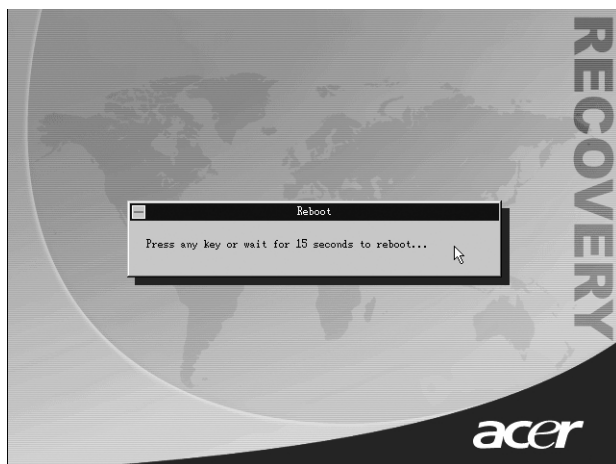 RECOVERY
Reboot
Press any key or wait for 15 seconds to reboot...
acer